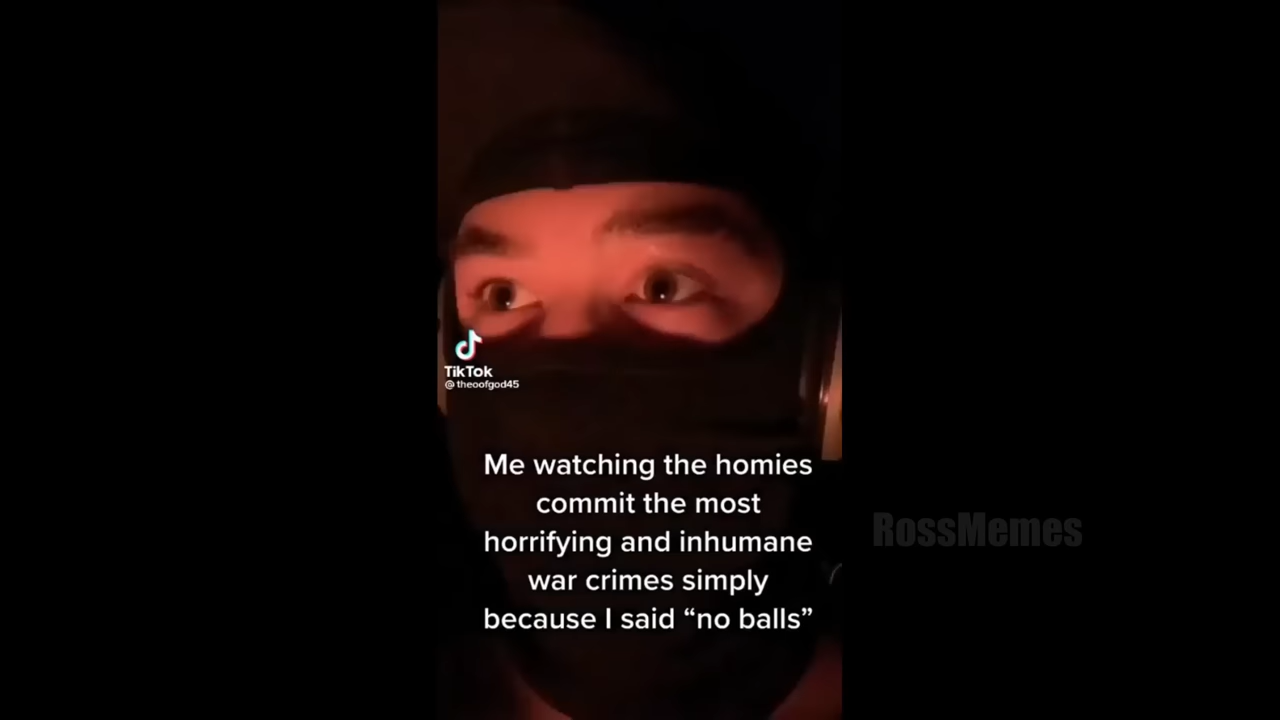 TikTok
@theoofgod45
Me watching the homies
commit the most
horrifying and inhumane
war crimes simply
because I said “no balls”
RossMemes